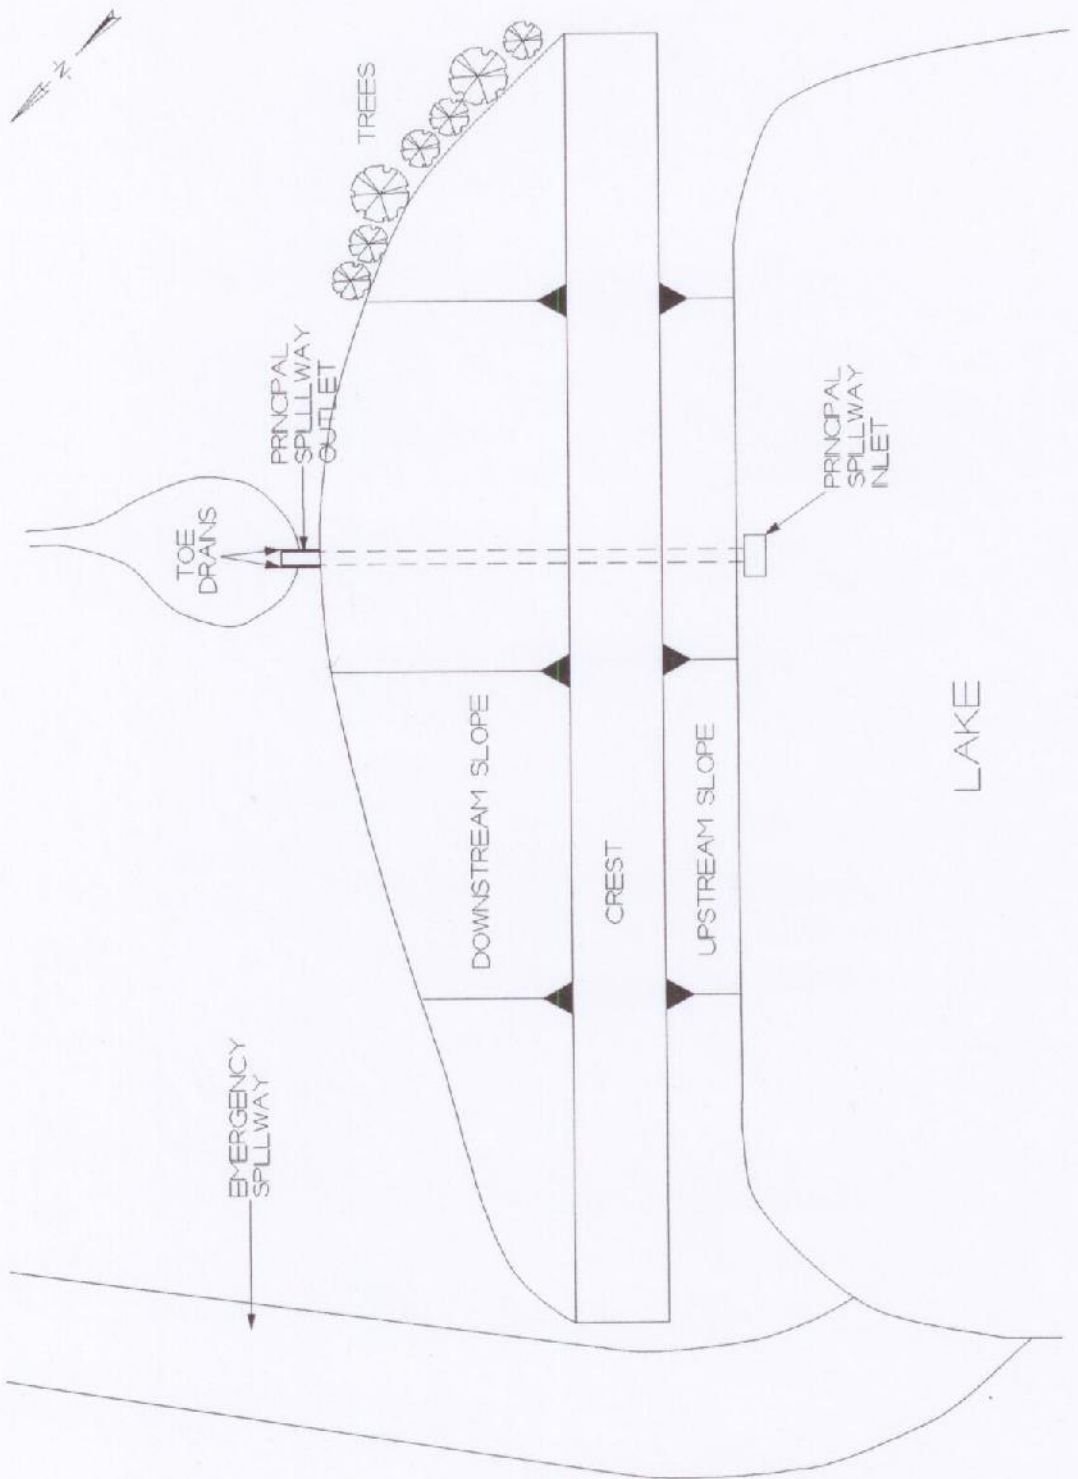 N
TOE
DRAINS
EMERGENCY
SPILLWAY
PRINCIPAL
SPILLWAY
OUTLET
TREES
DOWNSTREAM SLOPE
CREST
UPSTREAM SLOPE
PRINCIPAL
SPILLWAY
INLET
LAKE